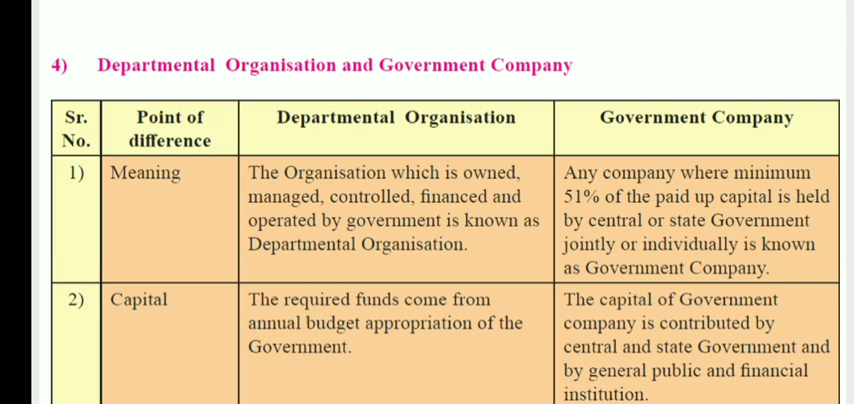 4) Departmental Organisation and Government Company
Sr. No. Point of difference Departmental Organisation Government Company
1) Meaning
The Organisation which is owned,
managed, controlled, financed and
operated by government is known as
Departmental Organisation.
Any company where minimum
51% of the paid up capital is held
by central or state Government
jointly or individually is known
as Government Company.
2) Capital
The required funds come from
annual budget appropriation of the
Government.
The capital of Government
company is contributed by
central and state Government and
by general public and financial
institution.